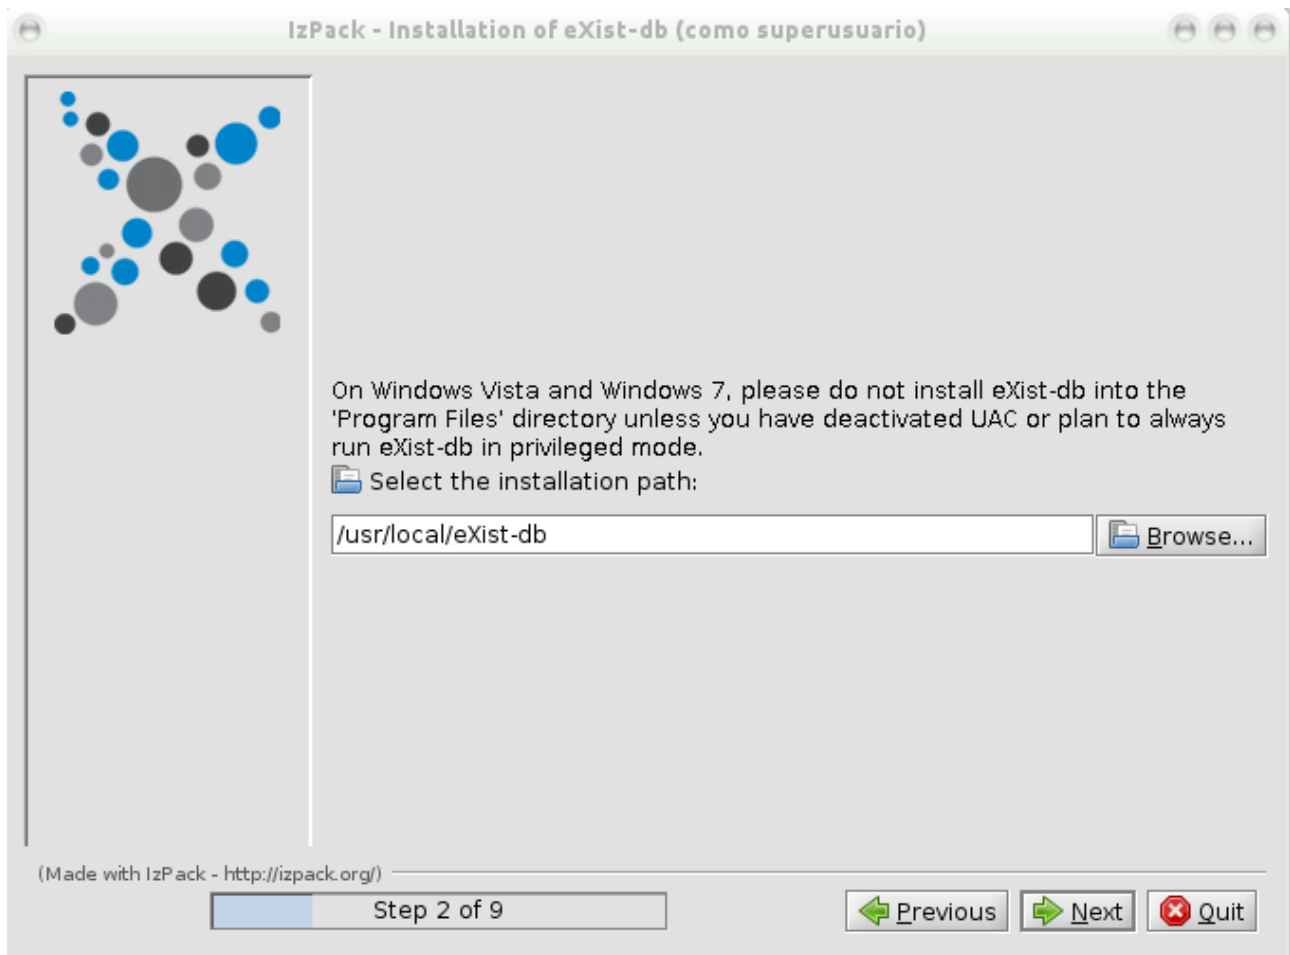 IzPack - Installation of eXist-db (como superusuario)
On Windows Vista and Windows 7, please do not install eXist-db into the
'Program Files' directory unless you have deactivated UAC or plan to always
run eXist-db in privileged mode.
Select the installation path:
/usr/local/eXist-db
Browse...
(Made with IzPack - http://izpack.org/)
Step 2 of 9
Previous
Next
Quit